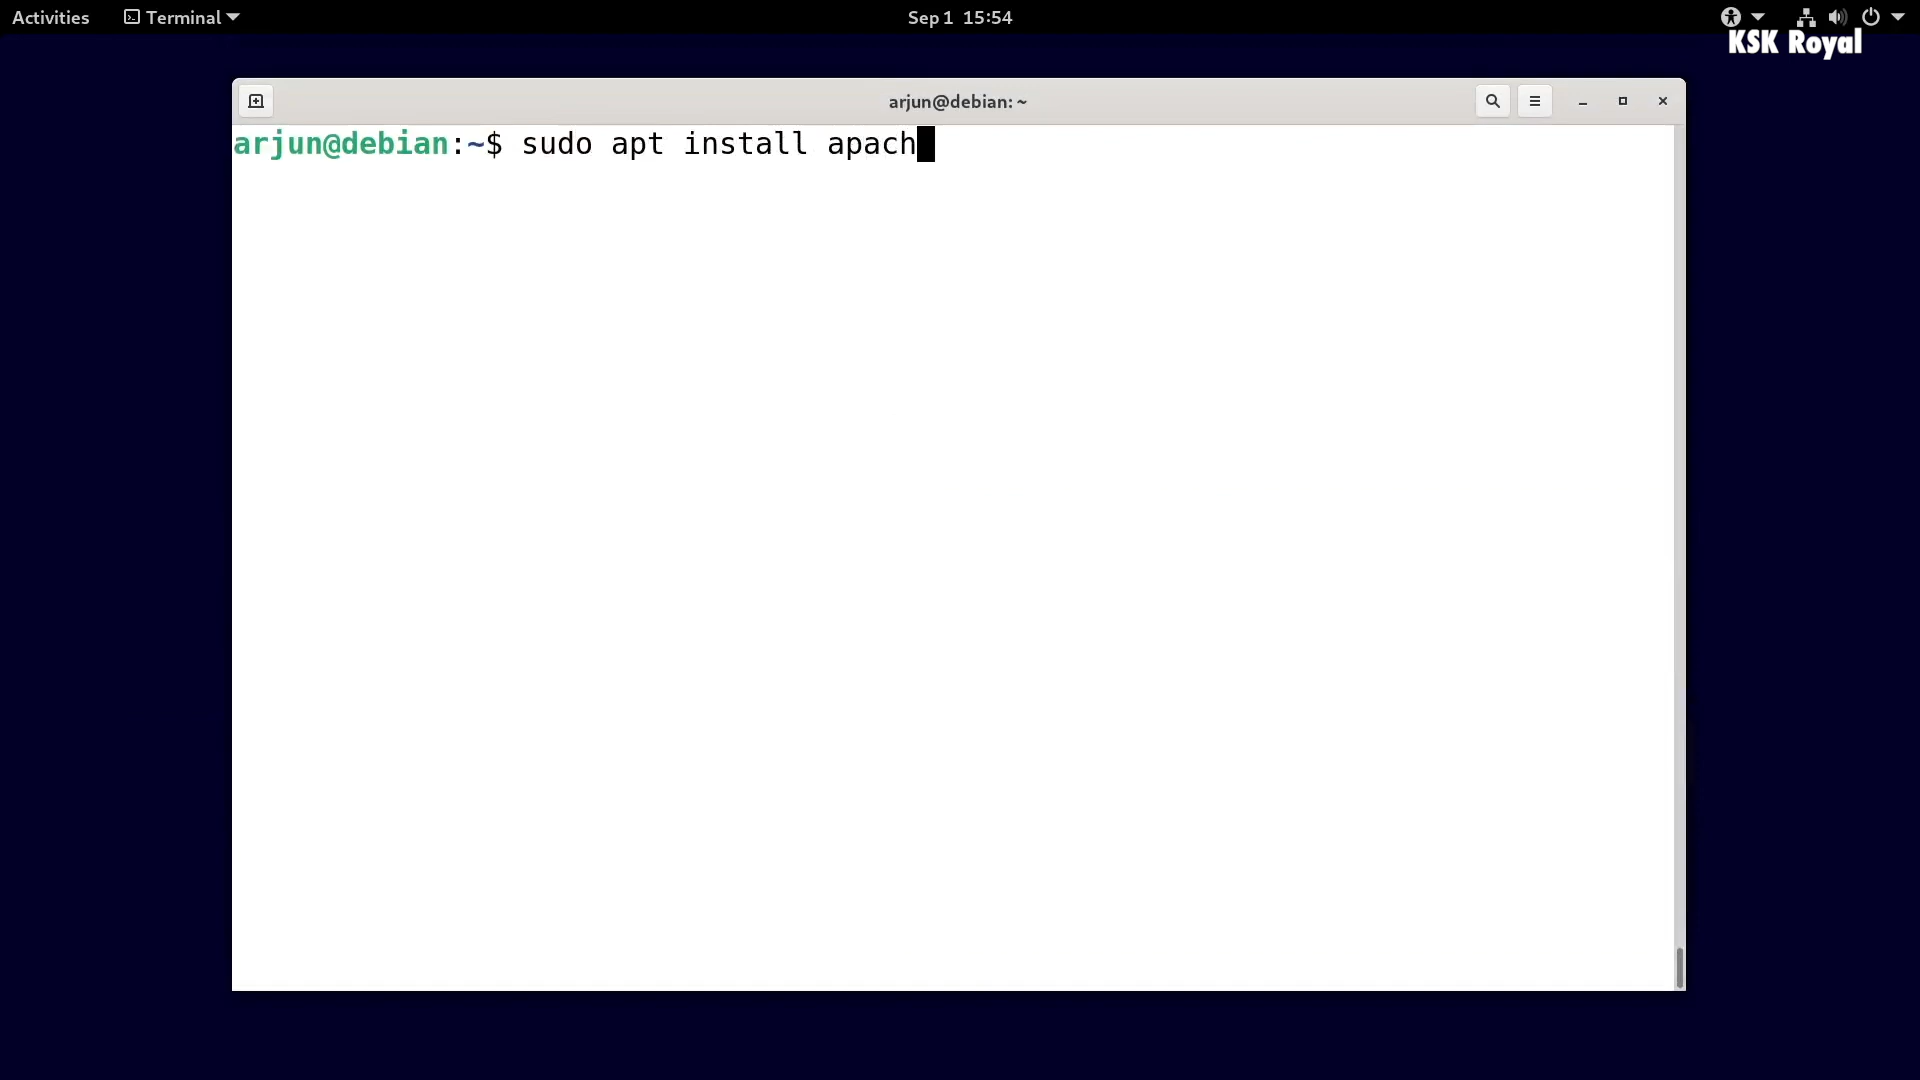 Activities Terminal Sep 1 15:54
KSK Royal
arjun@debian: ~
arjun@debian:~$ sudo apt install apach